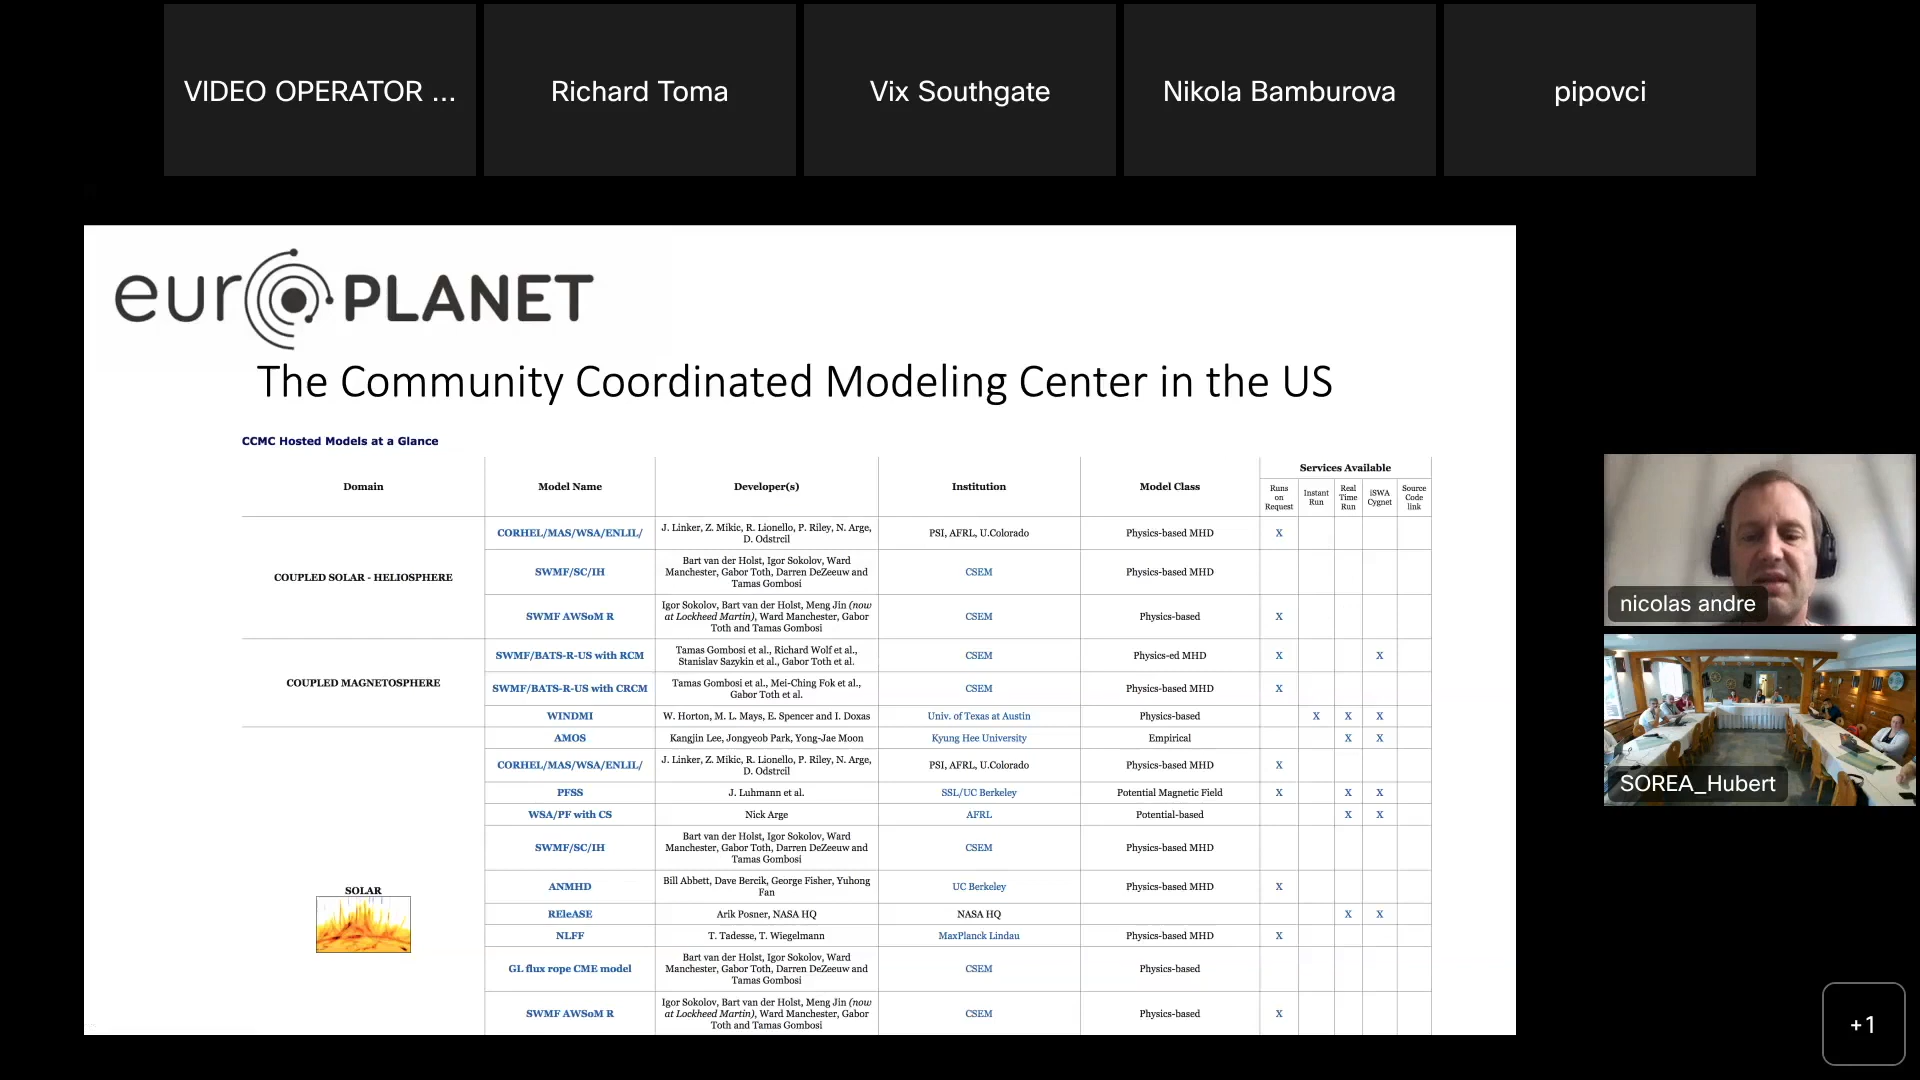 VIDEO OPERATOR ...
Richard Toma
Vix Southgate
Nikola Bamburova
pipovci
euroPLANET
The Community Coordinated Modeling Center in the US
CCMC Hosted Models at a Glance
Domain
Model Name
Developer(s)
Institution
Model Class
Services Available
Runs on Request
Instant Run
Real Time Run
iSWA Cygnet
Source Code link
COUPLED SOLAR - HELIOSPHERE
CORHEL/MAS/WSA/ENLIL/
J. Linker, Z. Mikic, R. Lionello, P. Riley, N. Arge,
D. Odstrcil
PSI, AFRL, U.Colorado
Physics-based MHD
X
SWMF/SC/IH
Bart van der Holst, Igor Sokolov, Ward
Manchester, Gabor Toth, Darren DeZeeuw and
Tamas Gombosi
CSEM
Physics-based MHD
SWMF AWSoM R
Igor Sokolov, Bart van der Holst, Meng Jin (now
at Lockheed Martin), Ward Manchester, Gabor
Toth and Tamas Gombosi
CSEM
Physics-based
X
COUPLED MAGNETOSPHERE
SWMF/BATS-R-US with RCM
Tamas Gombosi et al., Richard Wolf et al.,
Stanislav Sazykin et al., Gabor Toth et al.
CSEM
Physics-ed MHD
X X
SWMF/BATS-R-US with CRCM
Tamas Gombosi et al., Mei-Ching Fok et al.,
Gabor Toth et al.
CSEM
Physics-based MHD
X
WINDMI
W. Horton, M. L. Mays, E. Spencer and I. Doxas
Univ. of Texas at Austin
Physics-based
X X X
SOLAR
AMOS
Kangjin Lee, Jongyeob Park, Yong-Jae Moon
Kyung Hee University
Empirical
X X
CORHEL/MAS/WSA/ENLIL/
J. Linker, Z. Mikic, R. Lionello, P. Riley, N. Arge,
D. Odstrcil
PSI, AFRL, U.Colorado
Physics-based MHD
X
PFSS
J. Luhmann et al.
SSL/UC Berkeley
Potential Magnetic Field
X X X
WSA/PF with CS
Nick Arge
AFRL
Potential-based
X X
SWMF/SC/IH
Bart van der Holst, Igor Sokolov, Ward
Manchester, Gabor Toth, Darren DeZeeuw and
Tamas Gombosi
CSEM
Physics-based MHD
ANMHD
Bill Abbett, Dave Bercik, George Fisher, Yuhong
Fan
UC Berkeley
Physics-based MHD
X
REleASE
Arik Posner, NASA HQ
NASA HQ
X X
NLFF
T. Tadesse, T. Wiegelmann
MaxPlanck Lindau
Physics-based MHD
X
GL flux rope CME model
Bart van der Holst, Igor Sokolov, Ward
Manchester, Gabor Toth, Darren DeZeeuw and
Tamas Gombosi
CSEM
Physics-based
SWMF AWSoM R
Igor Sokolov, Bart van der Holst, Meng Jin (now
at Lockheed Martin), Ward Manchester, Gabor
Toth and Tamas Gombosi
CSEM
Physics-based
X
nicolas andre
SOREA_Hubert
+1